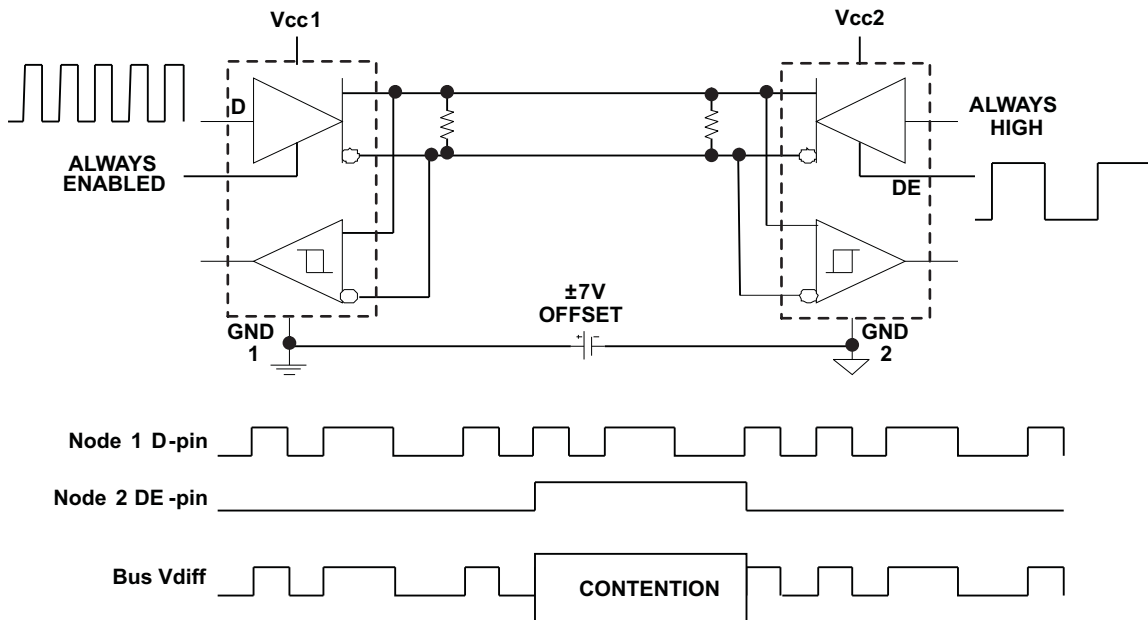 Vcc1
Vcc2
D
ALWAYS
ENABLED
ALWAYS
HIGH
DE
±7V
OFFSET
GND
1
GND
2
Node 1 D-pin
Node 2 DE-pin
Bus Vdiff
CONTENTION